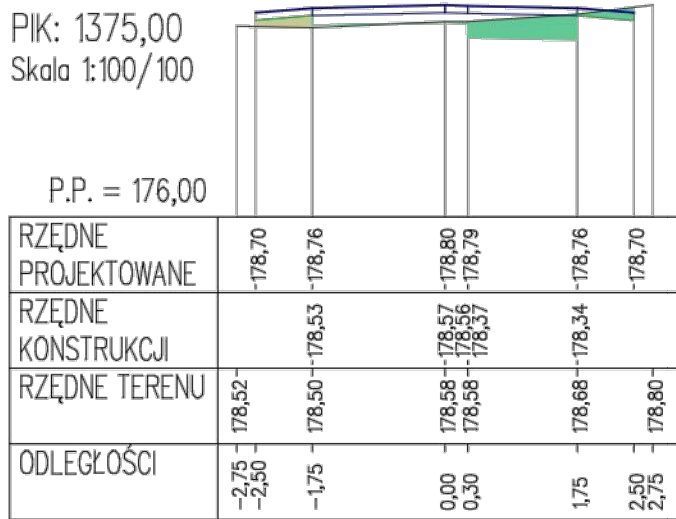 PIK: 1375,00
Skala 1:100/100
P.P. = 176,00
RZĘDNE
PROJEKTOWANE
-178,70
-178,76
-178,80
-178,79
-178,76
-178,70
RZĘDNE
KONSTRUKCJI
-178,53
-178,57
-178,56
-178,37
-178,34
RZĘDNE TERENU
178,52
178,50
178,58
178,58
178,68
178,80
ODLEGŁOŚCI
-2,75
-2,50
-1,75
0,00
0,30
1,75
2,50
2,75